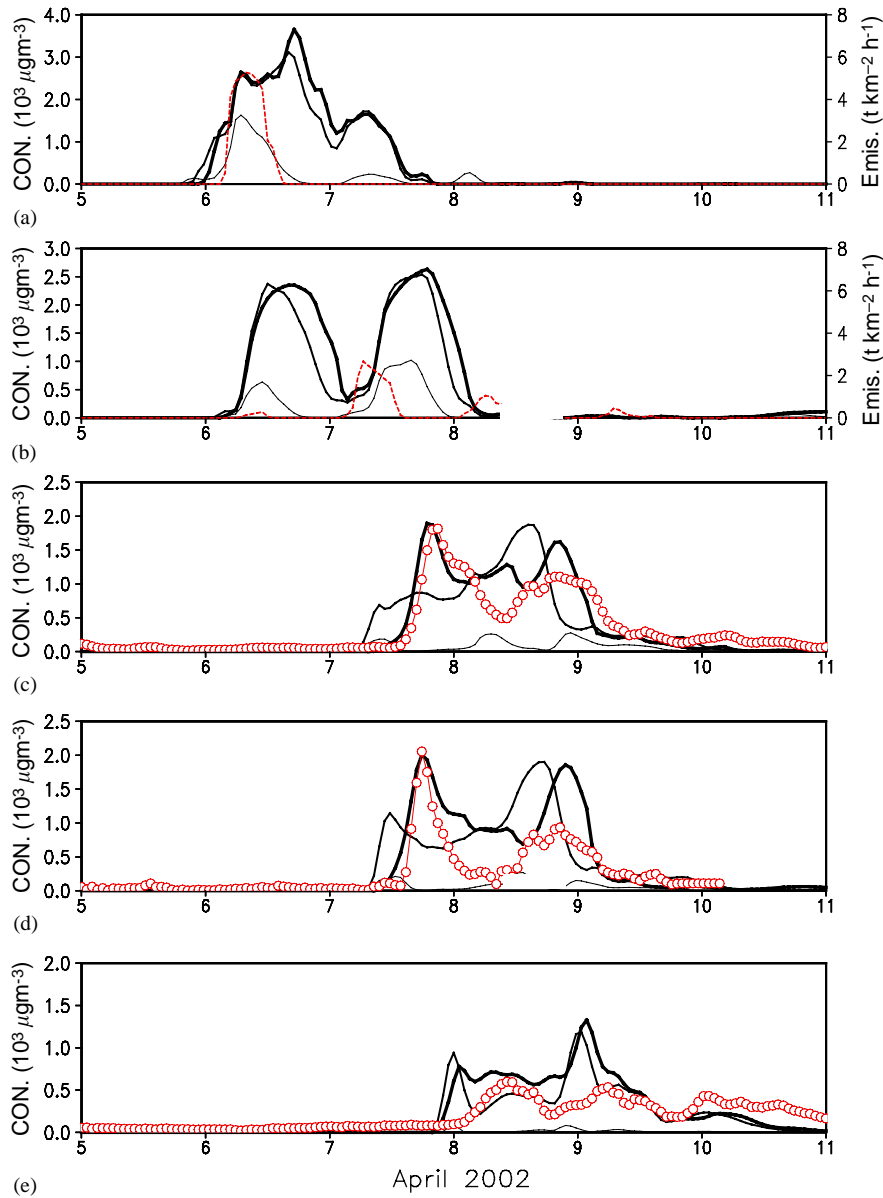 CON. (10³ μgm⁻³)
4.0
3.0
2.0
1.0
0.0
8
6
4
2
0
Emis. (t km⁻² h⁻¹)
5 6 7 8 9 10 11
(a)
CON. (10³ μgm⁻³)
3.0
2.5
2.0
1.5
1.0
0.5
0.0
8
6
4
2
0
Emis. (t km⁻² h⁻¹)
5 6 7 8 9 10 11
(b)
CON. (10³ μgm⁻³)
2.5
2.0
1.5
1.0
0.5
0.0
5 6 7 8 9 10 11
(c)
CON. (10³ μgm⁻³)
2.5
2.0
1.5
1.0
0.5
0.0
5 6 7 8 9 10 11
(d)
CON. (10³ μgm⁻³)
2.0
1.5
1.0
0.5
0.0
5 6 7 8 9 10 11
April 2002
(e)